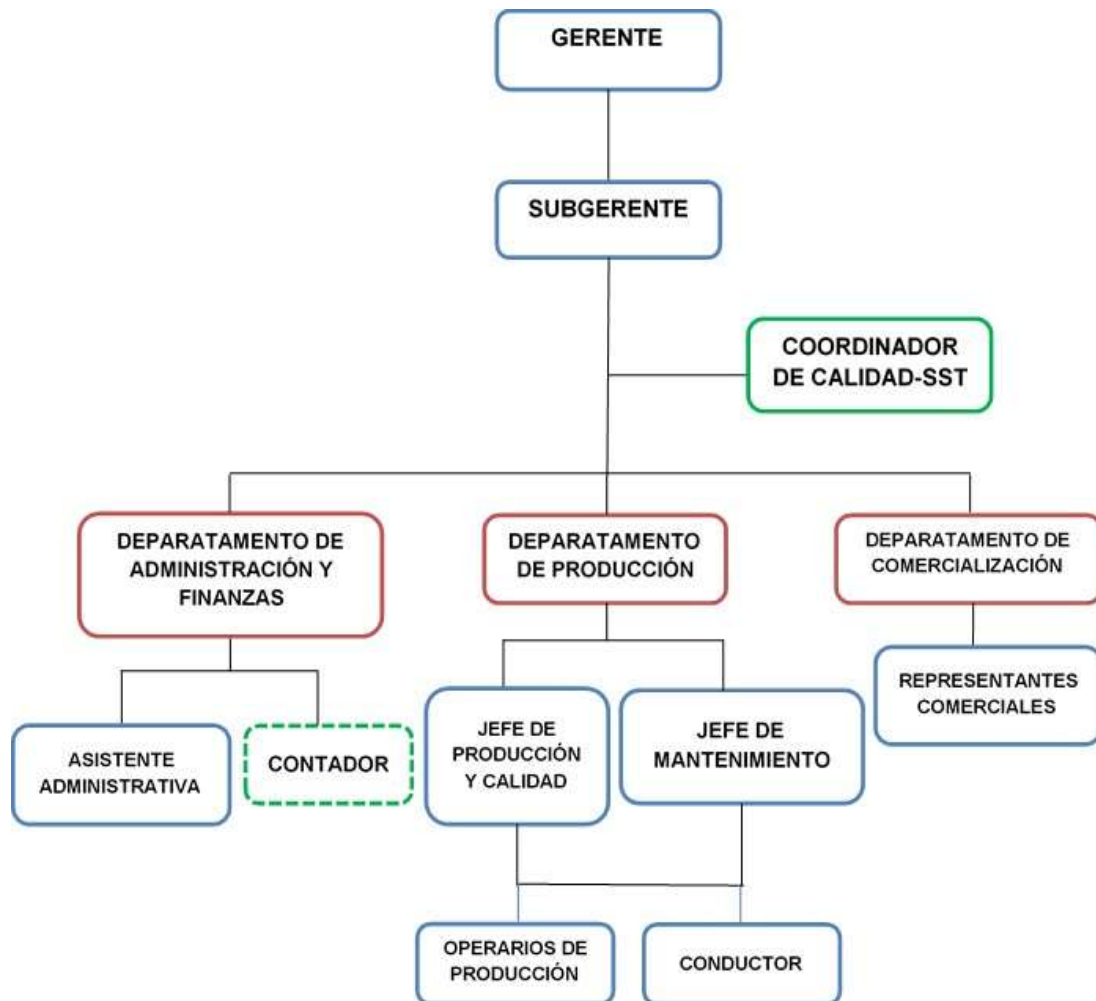 GERENTE
SUBGERENTE
COORDINADOR
DE CALIDAD-SST
DEPARATAMENTO DE
ADMINISTRACIÓN Y
FINANZAS
DEPARATAMENTO
DE PRODUCCIÓN
DEPARATAMENTO DE
COMERCIALIZACIÓN
ASISTENTE
ADMINISTRATIVA
CONTADOR
JEFE DE
PRODUCCIÓN
Y CALIDAD
JEFE DE
MANTENIMIENTO
REPRESENTANTES
COMERCIALES
OPERARIOS DE
PRODUCCIÓN
CONDUCTOR